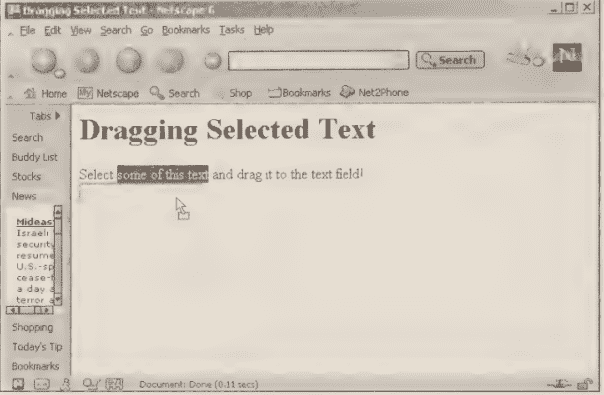 Dragging Selected Text - Netscape 6
File Edit View Search Go Bookmarks Tasks Help
Search
N
Home My Netscape Search Shop Bookmarks Net2Phone
Tabs
Search
Buddy List
Stocks
News
Mideas
Israeli
security
resume
U.S.-sp
cease-f
a day a
terror a
Shopping
Today's Tip
Bookmarks
Dragging Selected Text
Select some of this text and drag it to the text field!
Document: Done (0.11 secs)